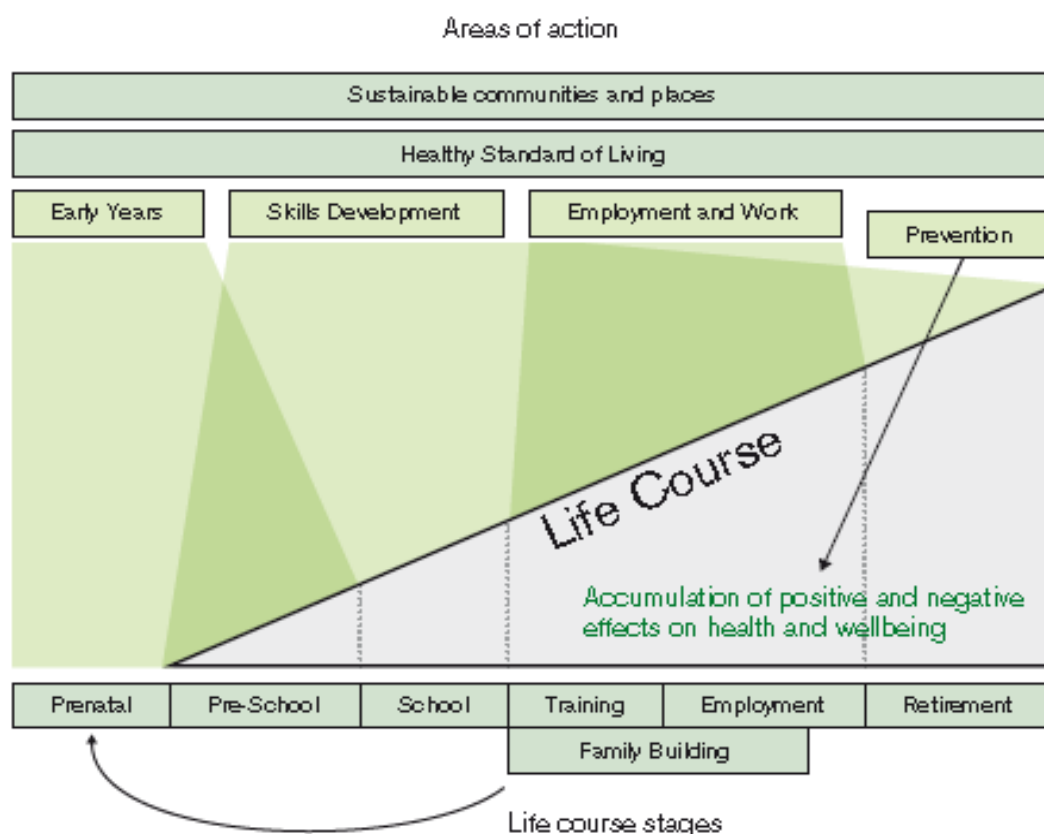 Areas of action
Sustainable communities and places
Healthy Standard of Living
Early Years
Skills Development
Employment and Work
Prevention
Life Course
Accumulation of positive and negative
effects on health and wellbeing
Prenatal
Pre-School
School
Training
Employment
Retirement
Family Building
Life course stages